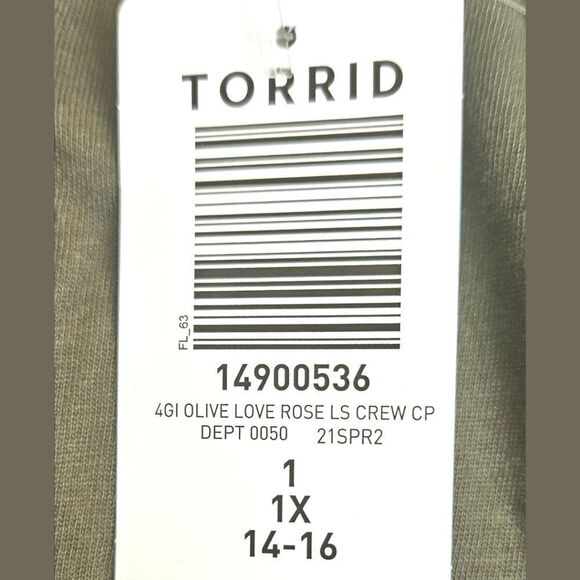 TORRID
FL_63
14900536
4GI OLIVE LOVE ROSE LS CREW CP
DEPT 0050 21SPR2
1
1X
14-16